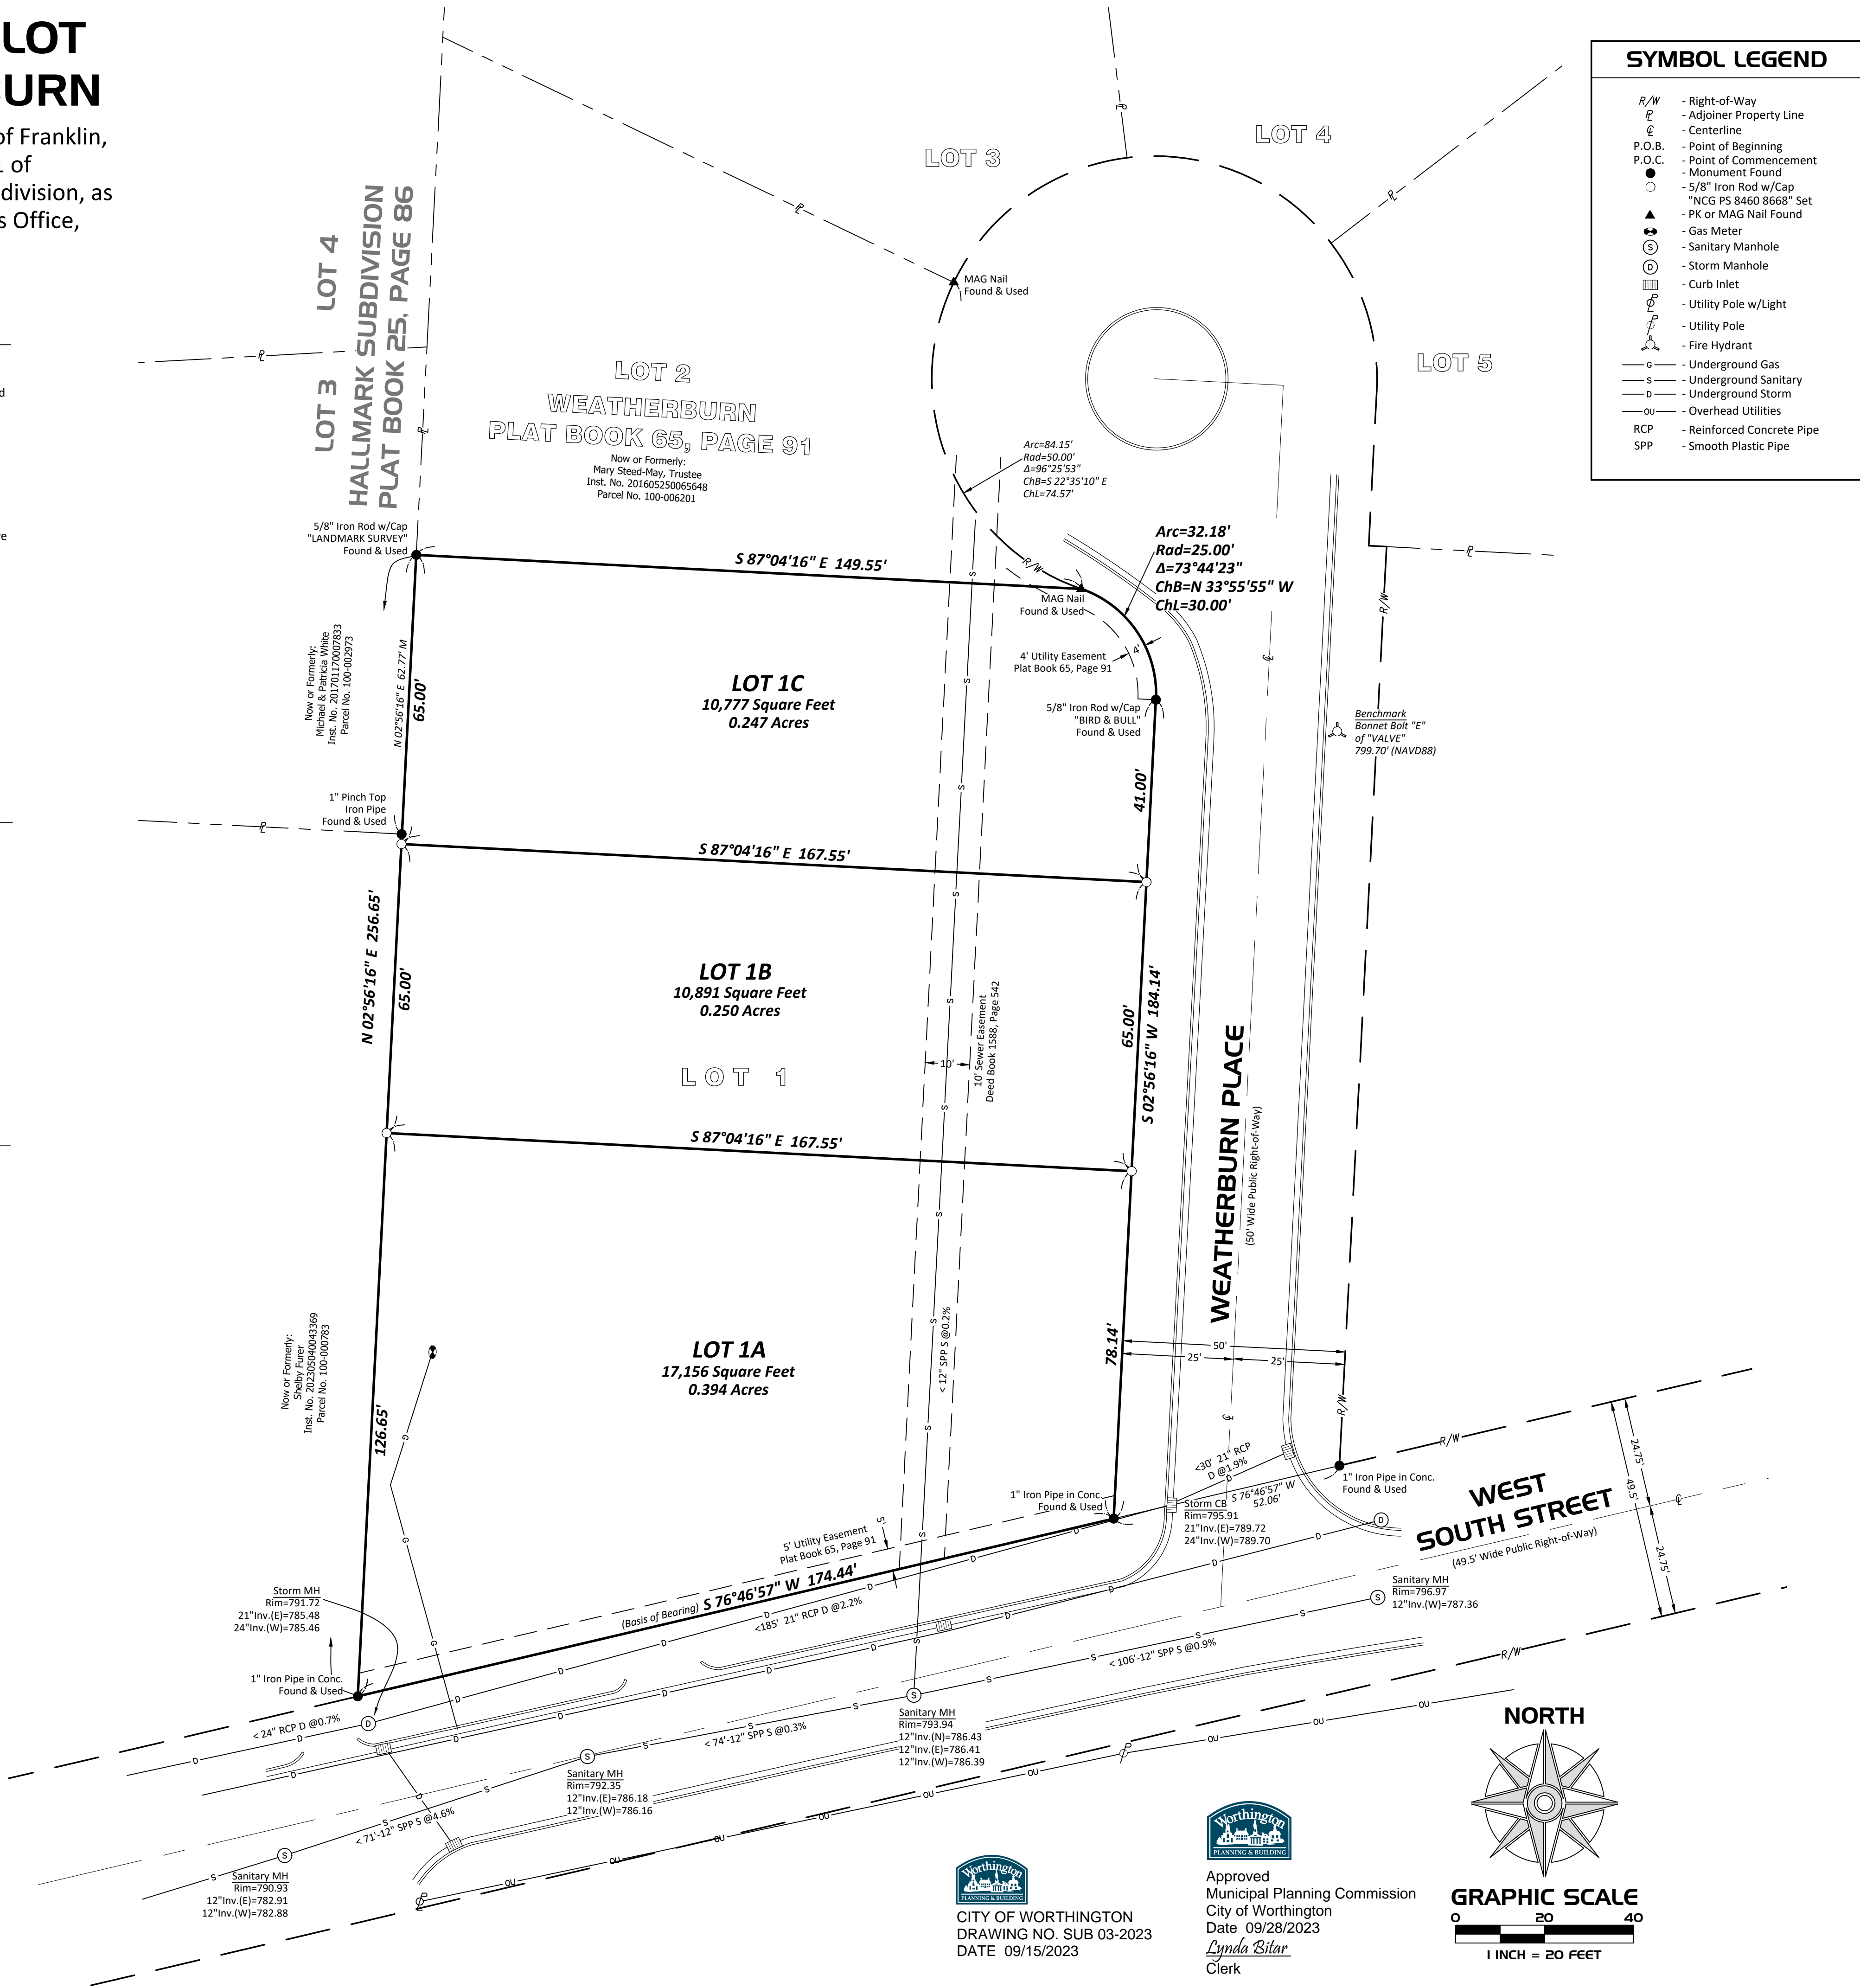 LOT
URN
of Franklin,
of
division, as
s Office,
SYMBOL LEGEND
R/W - Right-of-Way
- Adjoiner Property Line
- Centerline
P.O.B. - Point of Beginning
P.O.C. - Point of Commencement
- Monument Found
- 5/8" Iron Rod w/Cap
"NCG PS 8460 8668" Set
- PK or MAG Nail Found
- Gas Meter
S - Sanitary Manhole
D - Storm Manhole
- Curb Inlet
- Utility Pole w/Light
- Utility Pole
- Fire Hydrant
G - Underground Gas
S - Underground Sanitary
D - Underground Storm
OU - Overhead Utilities
RCP - Reinforced Concrete Pipe
SPP - Smooth Plastic Pipe
LOT 3
LOT 4
LOT 5
LOT 3 LOT 4
HALLMARK SUBDIVISION
PLAT BOOK 25, PAGE 86
LOT 2
WEATHERBURN
PLAT BOOK 65, PAGE 91
Now or Formerly:
Mary Steed-May, Trustee
Inst. No. 201605250065648
Parcel No. 100-006201
MAG Nail
Found & Used
Arc=84.15'
Rad=50.00'
Δ=96°25'53"
ChB=S 22°35'10" E
ChL=74.57'
Arc=32.18'
Rad=25.00'
Δ=73°44'23"
ChB=N 33°55'55" W
ChL=30.00'
5/8" Iron Rod w/Cap
"LANDMARK SURVEY"
Found & Used
S 87°04'16" E 149.55'
R/W
MAG Nail
Found & Used
Now or Formerly:
Michael & Patricia White
Inst. No. 201701170007833
Parcel No. 100-002973
N 02°56'16" E 62.77' M
65.00'
4' Utility Easement
Plat Book 65, Page 91
4'
LOT 1C
10,777 Square Feet
0.247 Acres
5/8" Iron Rod w/Cap
"BIRD & BULL"
Found & Used
Benchmark
Bonnet Bolt "E"
of "VALVE"
799.70' (NAVD88)
R/W
41.00'
1" Pinch Top
Iron Pipe
Found & Used
S 87°04'16" E 167.55'
N 02°56'16" E 256.65'
65.00'
LOT 1B
10,891 Square Feet
0.250 Acres
LOT 1
10'
10' Sewer Easement
Deed Book 1588, Page 542
65.00'
S 02°56'16" W 184.14'
WEATHERBURN PLACE
(50' Wide Public Right-of-Way)
S 87°04'16" E 167.55'
Now or Formerly:
Shelby Furer
Inst. No. 202305040043369
Parcel No. 100-000783
126.65'
LOT 1A
17,156 Square Feet
0.394 Acres
< 12" SPP S @0.2%
78.14'
50'
25' 25'
R/W
<30' 21" RCP
D @1.9%
S 76°46'57" W
52.06'
1" Iron Pipe in Conc.
Found & Used
1" Iron Pipe in Conc.
Found & Used
Storm CB
Rim=795.91
21"Inv.(E)=789.72
24"Inv.(W)=789.70
R/W
WEST
SOUTH STREET
(49.5' Wide Public Right-of-Way)
24.75'
49.5'
24.75'
5' Utility Easement
Plat Book 65, Page 91
5'
(Basis of Bearing) S 76°46'57" W 174.44'
<185' 21" RCP D @2.2%
Storm MH
Rim=791.72
21"Inv.(E)=785.48
24"Inv.(W)=785.46
1" Iron Pipe in Conc.
Found & Used
< 24" RCP D @0.7%
Sanitary MH
Rim=796.97
12"Inv.(W)=787.36
< 106'-12" SPP S @0.9%
R/W
Sanitary MH
Rim=793.94
12"Inv.(N)=786.43
12"Inv.(E)=786.41
12"Inv.(W)=786.39
< 74'-12" SPP S @0.3%
Sanitary MH
Rim=792.35
12"Inv.(E)=786.18
12"Inv.(W)=786.16
< 71'-12" SPP S @4.6%
Sanitary MH
Rim=790.93
12"Inv.(E)=782.91
12"Inv.(W)=782.88
Worthington
PLANNING & BUILDING
CITY OF WORTHINGTON
DRAWING NO. SUB 03-2023
DATE 09/15/2023
Worthington
PLANNING & BUILDING
Approved
Municipal Planning Commission
City of Worthington
Date 09/28/2023
Lynda Bitar
Clerk
NORTH
GRAPHIC SCALE
0 20 40
1 INCH = 20 FEET